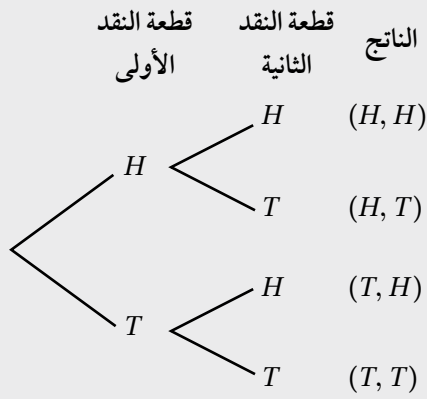 قطعة النقد الأولى
قطعة النقد الثانية
الناتج
H
H
(H, H)
T
(H, T)
T
H
(T, H)
T
(T, T)